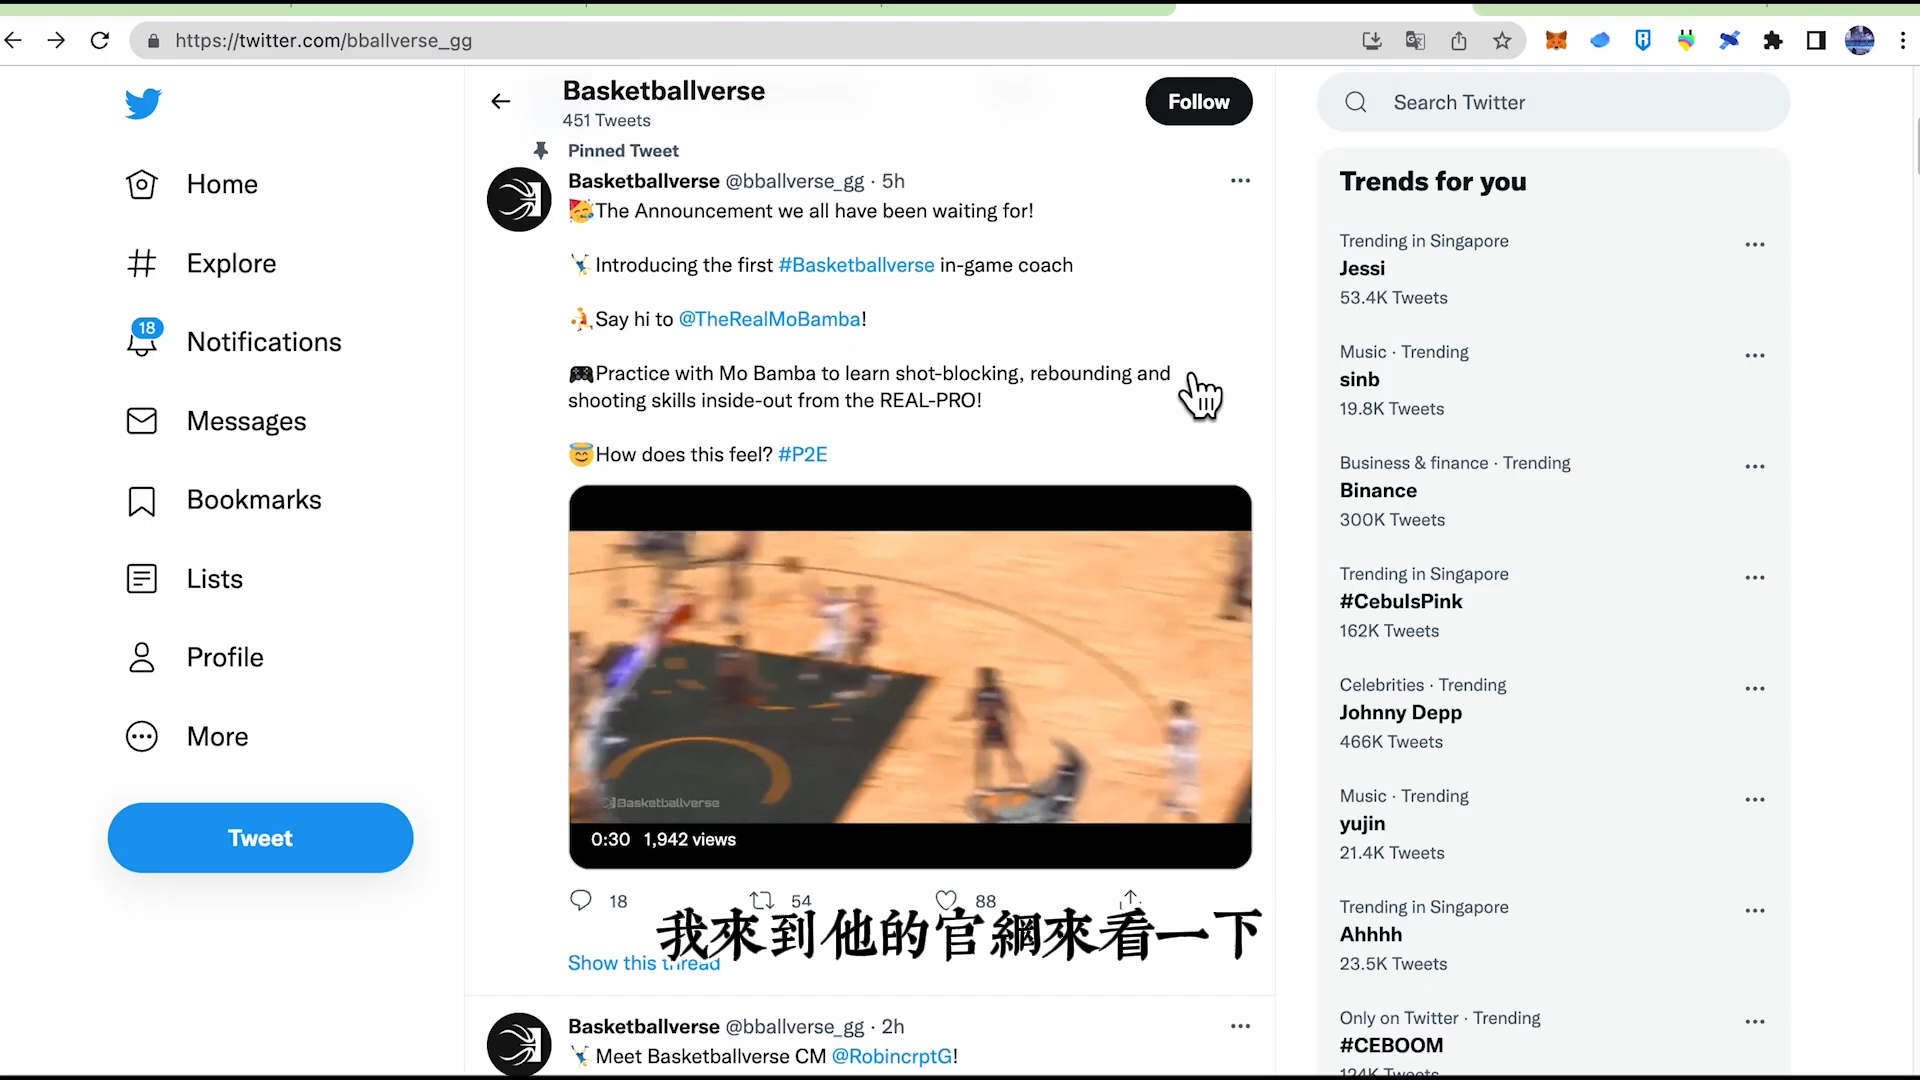 https://twitter.com/bballverse_gg
Home
Explore
18
Notifications
Messages
Bookmarks
Lists
Profile
More
Tweet
Basketballverse
451 Tweets
Follow
Pinned Tweet
Basketballverse @bballverse_gg · 5h
The Announcement we all have been waiting for!
Introducing the first #Basketballverse in-game coach
Say hi to @TheRealMoBamba!
Practice with Mo Bamba to learn shot-blocking, rebounding and
shooting skills inside-out from the REAL-PRO!
How does this feel? #P2E
Basketballverse
0:30 1,942 views
18 54 88
我來到他的官網來看一下
Show this thread
Basketballverse @bballverse_gg · 2h
Meet Basketballverse CM @RobincrptG!
Search Twitter
Trends for you
Trending in Singapore
Jessi
53.4K Tweets
Music · Trending
sinb
19.8K Tweets
Business & finance · Trending
Binance
300K Tweets
Trending in Singapore
#CebuIsPink
162K Tweets
Celebrities · Trending
Johnny Depp
466K Tweets
Music · Trending
yujin
21.4K Tweets
Trending in Singapore
Ahhhh
23.5K Tweets
Only on Twitter · Trending
#CEBOOM
124K Tweets